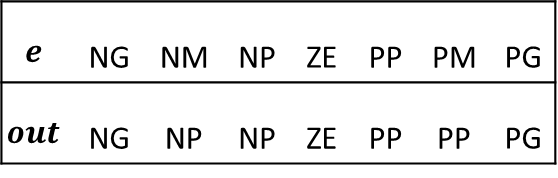 e NG NM NP ZE PP PM PG
out NG NP NP ZE PP PP PG